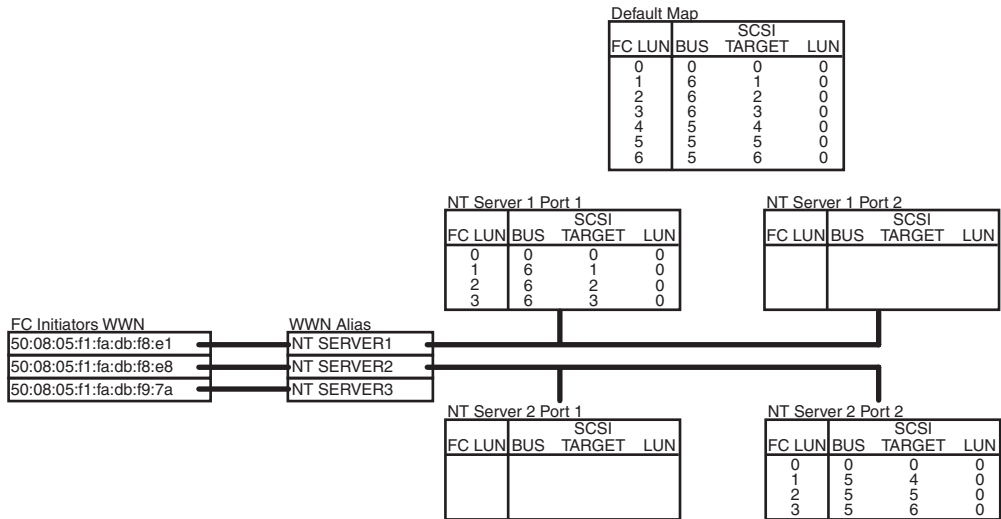 Default Map
SCSI
FC LUN BUS TARGET LUN
0 0 0 0
1 6 1 0
2 6 2 0
3 6 3 0
4 5 4 0
5 5 5 0
6 5 6 0
NT Server 1 Port 1
SCSI
FC LUN BUS TARGET LUN
0 0 0 0
1 6 1 0
2 6 2 0
3 6 3 0
NT Server 1 Port 2
SCSI
FC LUN BUS TARGET LUN
FC Initiators WWN
50:08:05:f1:fa:db:f8:e1
50:08:05:f1:fa:db:f8:e8
50:08:05:f1:fa:db:f9:7a
WWN Alias
NT SERVER1
NT SERVER2
NT SERVER3
NT Server 2 Port 1
SCSI
FC LUN BUS TARGET LUN
NT Server 2 Port 2
SCSI
FC LUN BUS TARGET LUN
0 0 0 0
1 5 4 0
2 5 5 0
3 5 6 0